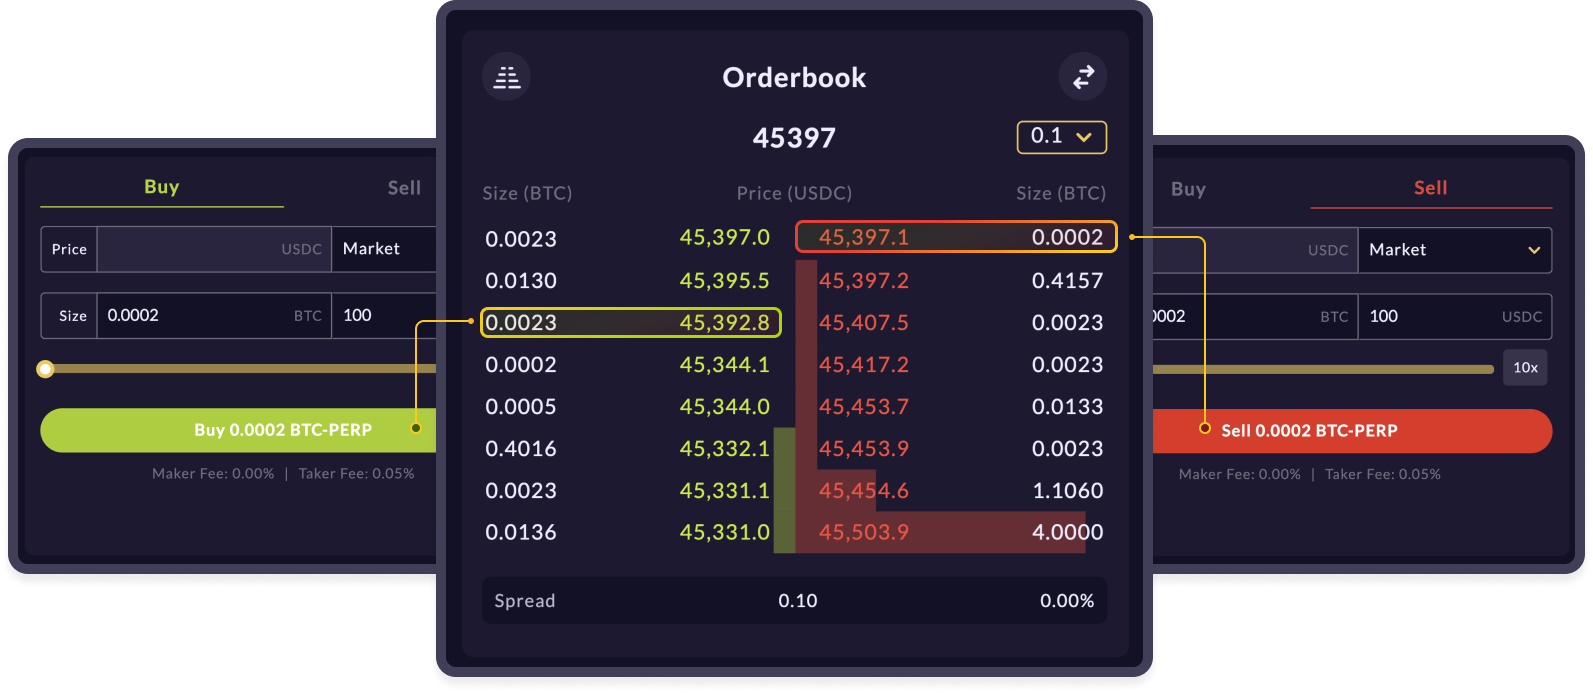 Orderbook
45397
0.1
Size (BTC) Price (USDC) Size (BTC)
0.0023 45,397.0 45,397.1 0.0002
0.0130 45,395.5 45,397.2 0.4157
0.0023 45,392.8 45,407.5 0.0023
0.0002 45,344.1 45,417.2 0.0023
0.0005 45,344.0 45,453.7 0.0133
0.4016 45,332.1 45,453.9 0.0023
0.0023 45,331.1 45,454.6 1.1060
0.0136 45,331.0 45,503.9 4.0000
Spread 0.10 0.00%
Buy Sell
Price USDC Market
Size 0.0002 BTC 100
Buy 0.0002 BTC-PERP
Maker Fee: 0.00% | Taker Fee: 0.05%
Buy Sell
USDC Market
002 BTC 100 USDC
10x
Sell 0.0002 BTC-PERP
Maker Fee: 0.00% | Taker Fee: 0.05%